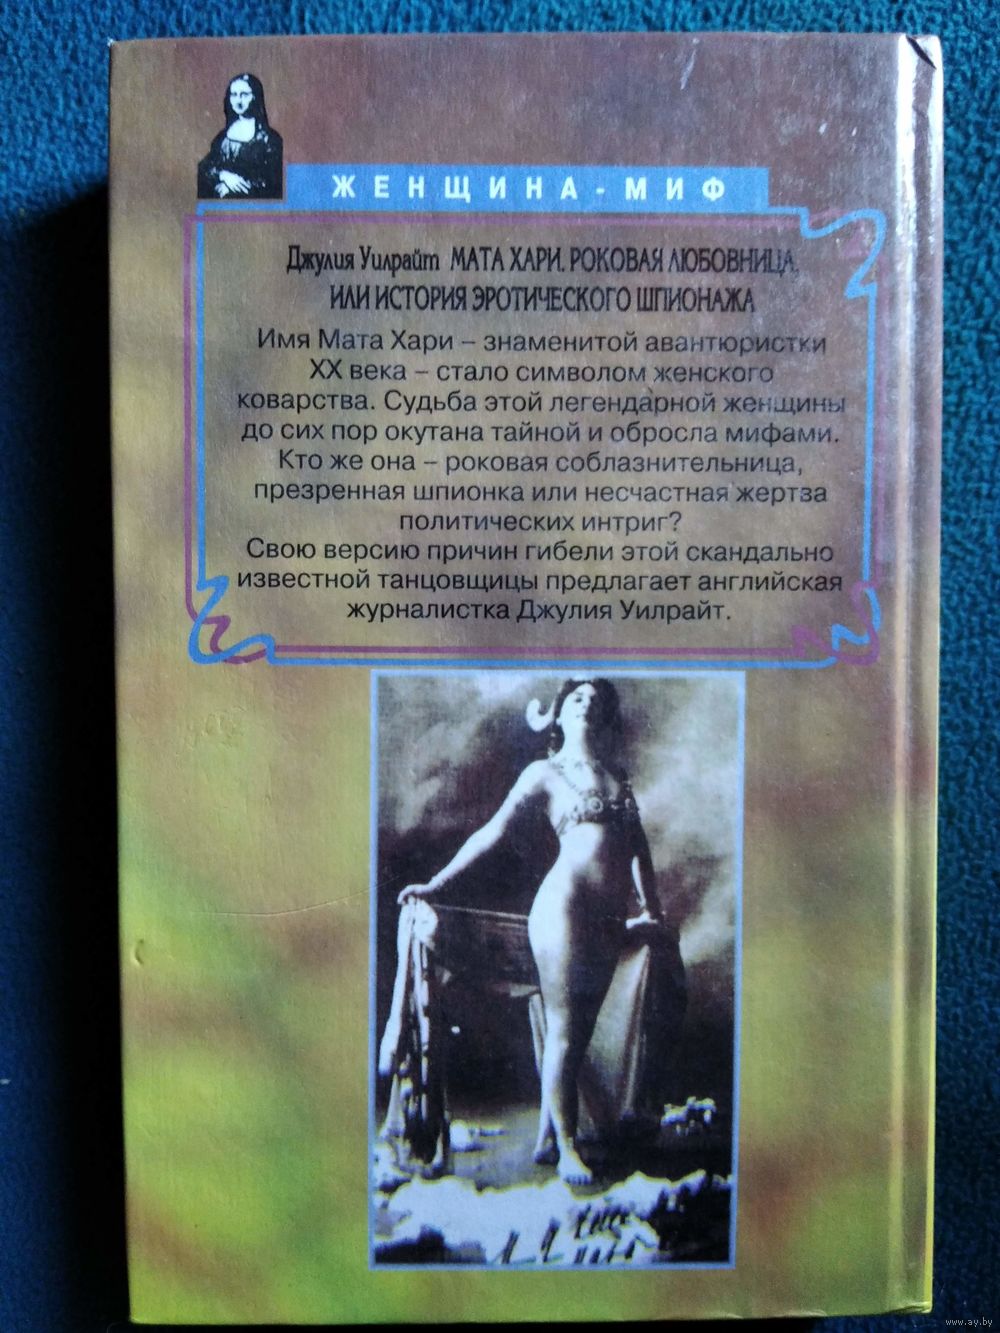 ЖЕНЩИНА-МИФ
Джулия Уилрайт МАТА ХАРИ. РОКОВАЯ ЛЮБОВНИЦА,
ИЛИ ИСТОРИЯ ЭРОТИЧЕСКОГО ШПИОНАЖА
Имя Мата Хари – знаменитой авантюристки
XX века – стало символом женского
коварства. Судьба этой легендарной женщины
до сих пор окутана тайной и обросла мифами.
Кто же она – роковая соблазнительница,
презренная шпионка или несчастная жертва
политических интриг?
Свою версию причин гибели этой скандально
известной танцовщицы предлагает английская
журналистка Джулия Уилрайт.
www.ay.by